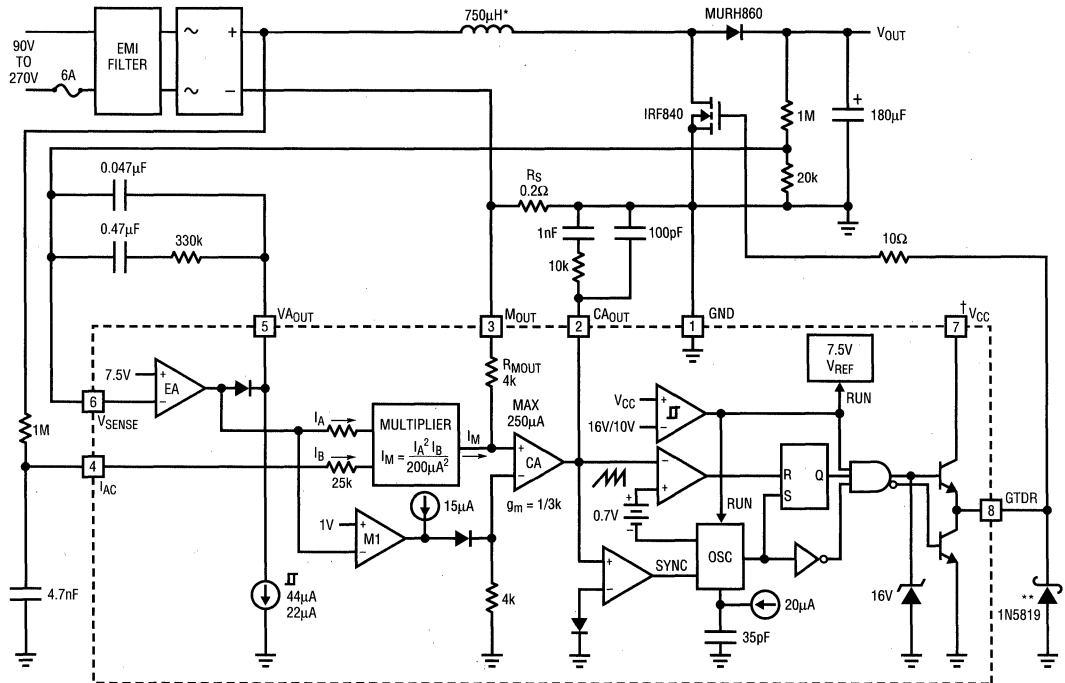 750µH*
MURH860
90V
TO
270V
6A
EMI
FILTER
~
~
+
−
VOUT
IRF840
1M
+
180µF
20k
0.047µF
0.47µF
330k
RS
0.2Ω
1nF
100pF
10k
10Ω
VAOUT
5
3
MOUT
2
CAOUT
1
GND
7
†VCC
7.5V
+
−
EA
6
VSENSE
1M
4
IAC
IA
IB
25k
MULTIPLIER
IM = IA² IB
200µA²
IM
RMOUT
4k
MAX
250µA
+
−
CA
gm = 1/3k
15µA
1V
+
−
M1
4k
44µA
22µA
4.7nF
VCC
+
16V/10V
−
7.5V
VREF
RUN
−
+
+
0.7V
−
RUN
R
Q
S
OSC
+
−
SYNC
20µA
35pF
16V
8
GTDR
**
1N5819